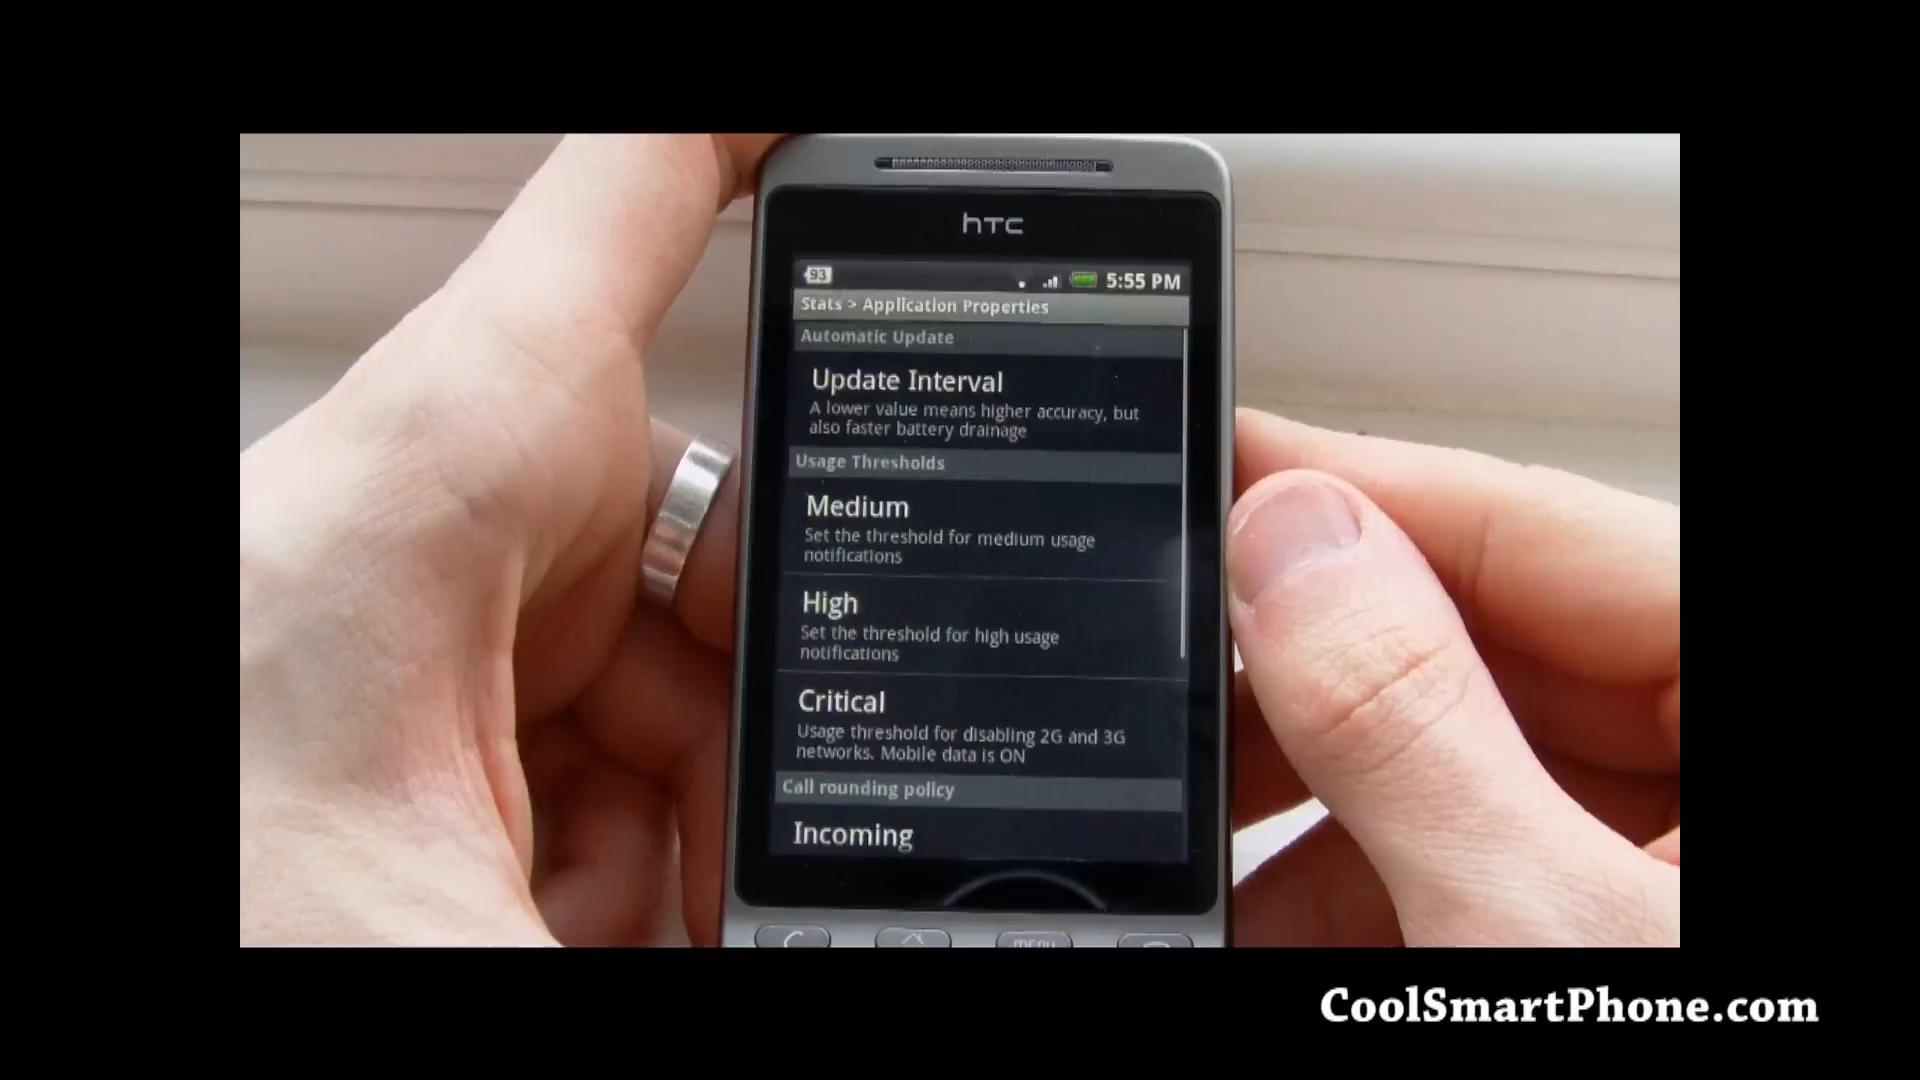 htc
93
5:55 PM
Stats > Application Properties
Automatic Update
Update Interval
A lower value means higher accuracy, but
also faster battery drainage
Usage Thresholds
Medium
Set the threshold for medium usage
notifications
High
Set the threshold for high usage
notifications
Critical
Usage threshold for disabling 2G and 3G
networks. Mobile data is ON
Call rounding policy
Incoming
MENU
CoolSmartPhone.com